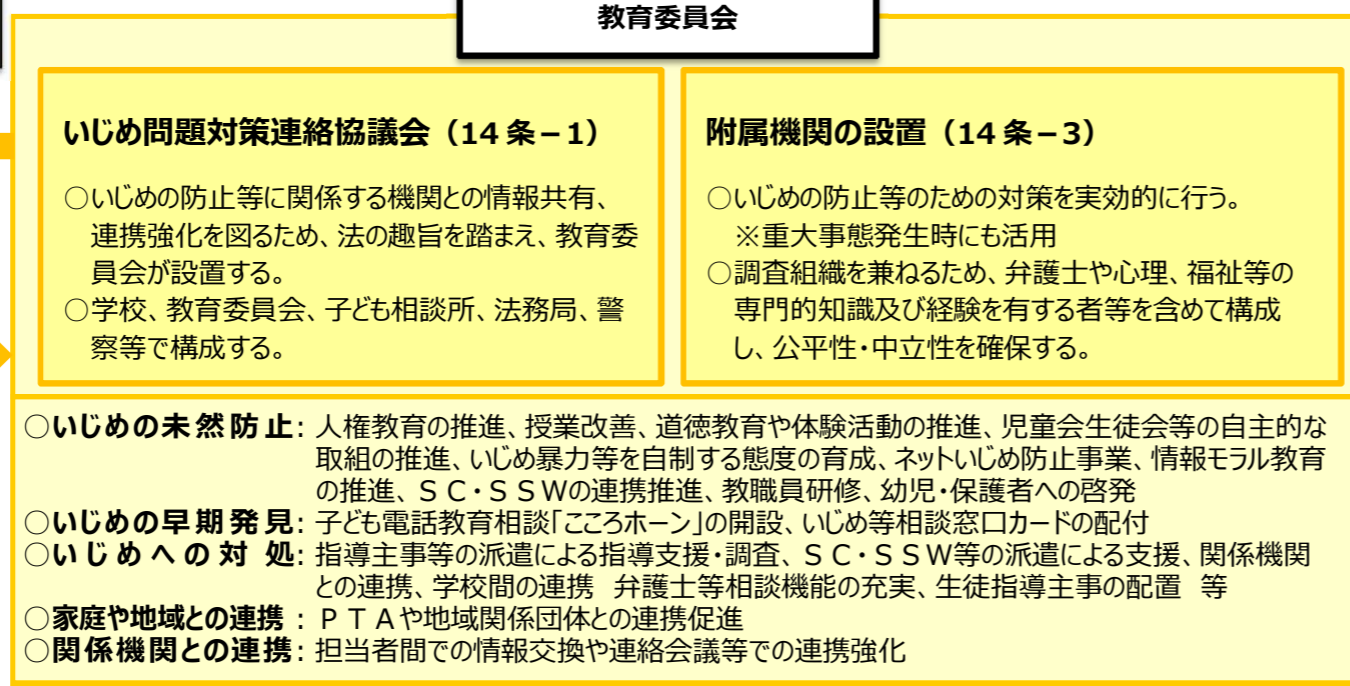 教育委員会
いじめ問題対策連絡協議会（14条－1）
○いじめの防止等に関係する機関との情報共有、
連携強化を図るため、法の趣旨を踏まえ、教育委
員会が設置する。
○学校、教育委員会、子ども相談所、法務局、警
察等で構成する。
附属機関の設置（14条－3）
○いじめの防止等のための対策を実効的に行う。
※重大事態発生時にも活用
○調査組織を兼ねるため、弁護士や心理、福祉等の
専門的知識及び経験を有する者等を含めて構成
し、公平性・中立性を確保する。
○いじめの未然防止：人権教育の推進、授業改善、道徳教育や体験活動の推進、児童会生徒会等の自主的な
取組の推進、いじめ暴力等を自制する態度の育成、ネットいじめ防止事業、情報モラル教育
の推進、ＳＣ・ＳＳＷの連携推進、教職員研修、幼児・保護者への啓発
○いじめの早期発見：子ども電話教育相談「こころホーン」の開設、いじめ等相談窓口カードの配付
○いじめへの対処：指導主事等の派遣による指導支援・調査、ＳＣ・ＳＳＷ等の派遣による支援、関係機関
との連携、学校間の連携　弁護士等相談機能の充実、生徒指導主事の配置　等
○家庭や地域との連携：ＰＴＡや地域関係団体との連携促進
○関係機関との連携：担当者間での情報交換や連絡会議等での連携強化